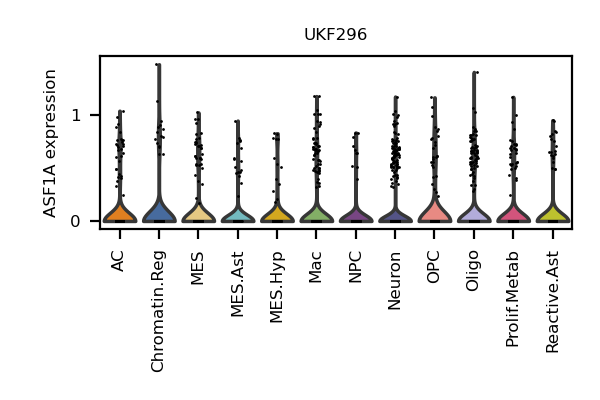 UKF296
ASF1A expression
1
0
AC
Chromatin.Reg
MES
MES.Ast
MES.Hyp
Mac
NPC
Neuron
OPC
Oligo
Prolif.Metab
Reactive.Ast